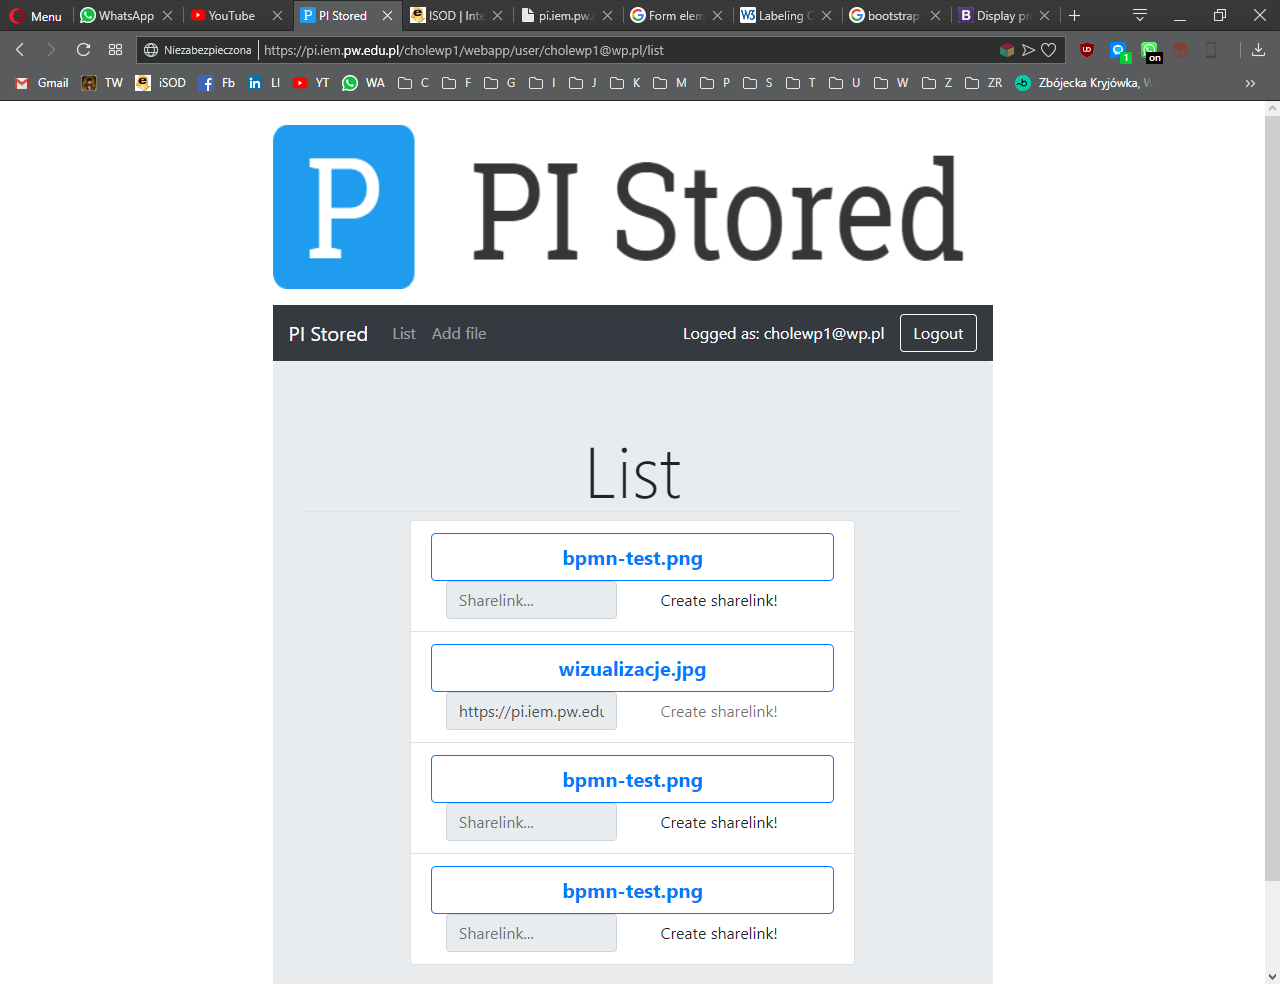 Menu
WhatsApp
YouTube
PI Stored
ISOD | Inte
pi.iem.pw.
Form elem
Labeling C
bootstrap
Display pr
Niezabezpieczona
https://pi.iem.pw.edu.pl/cholewp1/webapp/user/cholewp1@wp.pl/list
1
on
Gmail TW iSOD Fb LI YT WA C F G I J K M P S T U W Z ZR Zbójecka Kryjówka, W
P
PI Stored
PI Stored List Add file Logged as: cholewp1@wp.pl Logout
List
bpmn-test.png
Sharelink... Create sharelink!
wizualizacje.jpg
https://pi.iem.pw.edu Create sharelink!
bpmn-test.png
Sharelink... Create sharelink!
bpmn-test.png
Sharelink... Create sharelink!